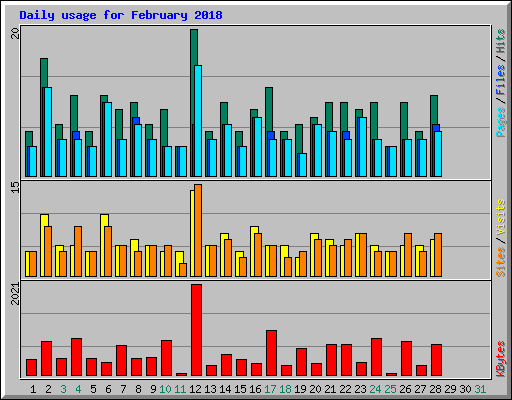 Daily usage for February 2018
20
Pages / Files / Hits
15
Sites / Visits
2021
KBytes
1 2 3 4 5 6 7 8 9 10 11 12 13 14 15 16 17 18 19 20 21 22 23 24 25 26 27 28 29 30 31